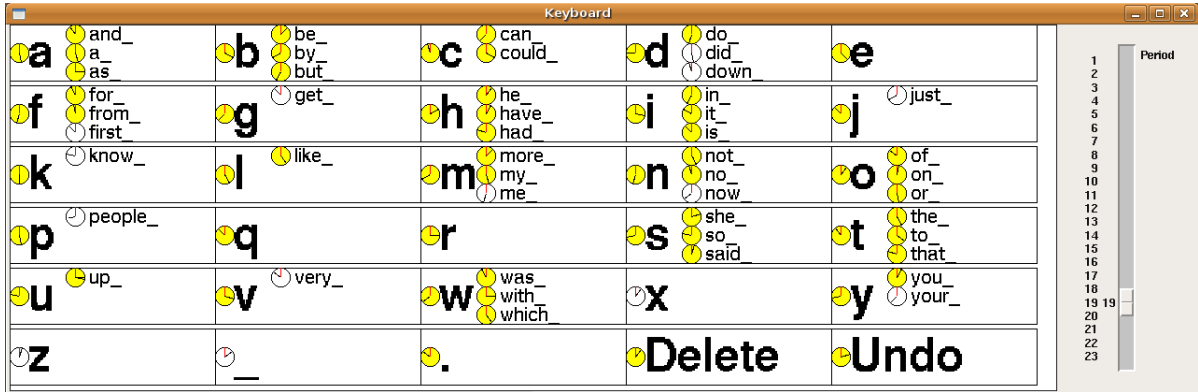 Keyboard
a and_ a_ as_
b be_ by_ but_
c can_ could_
d do_ did_ down_
e
f for_ from_ first_
g get_
h he_ have_ had_
i in_ it_ is_
j just_
k know_
l like_
m more_ my_ me_
n not_ no_ now_
o of_ on_ or_
p people_
q
r
s she_ so_ said_
t the_ to_ that_
u up_
v very_
w was_ with_ which_
x
y you_ your_
z
_
.
Delete
Undo
Period
1
2
3
4
5
6
7
8
9
10
11
12
13
14
15
16
17
18
19 19
20
21
22
23